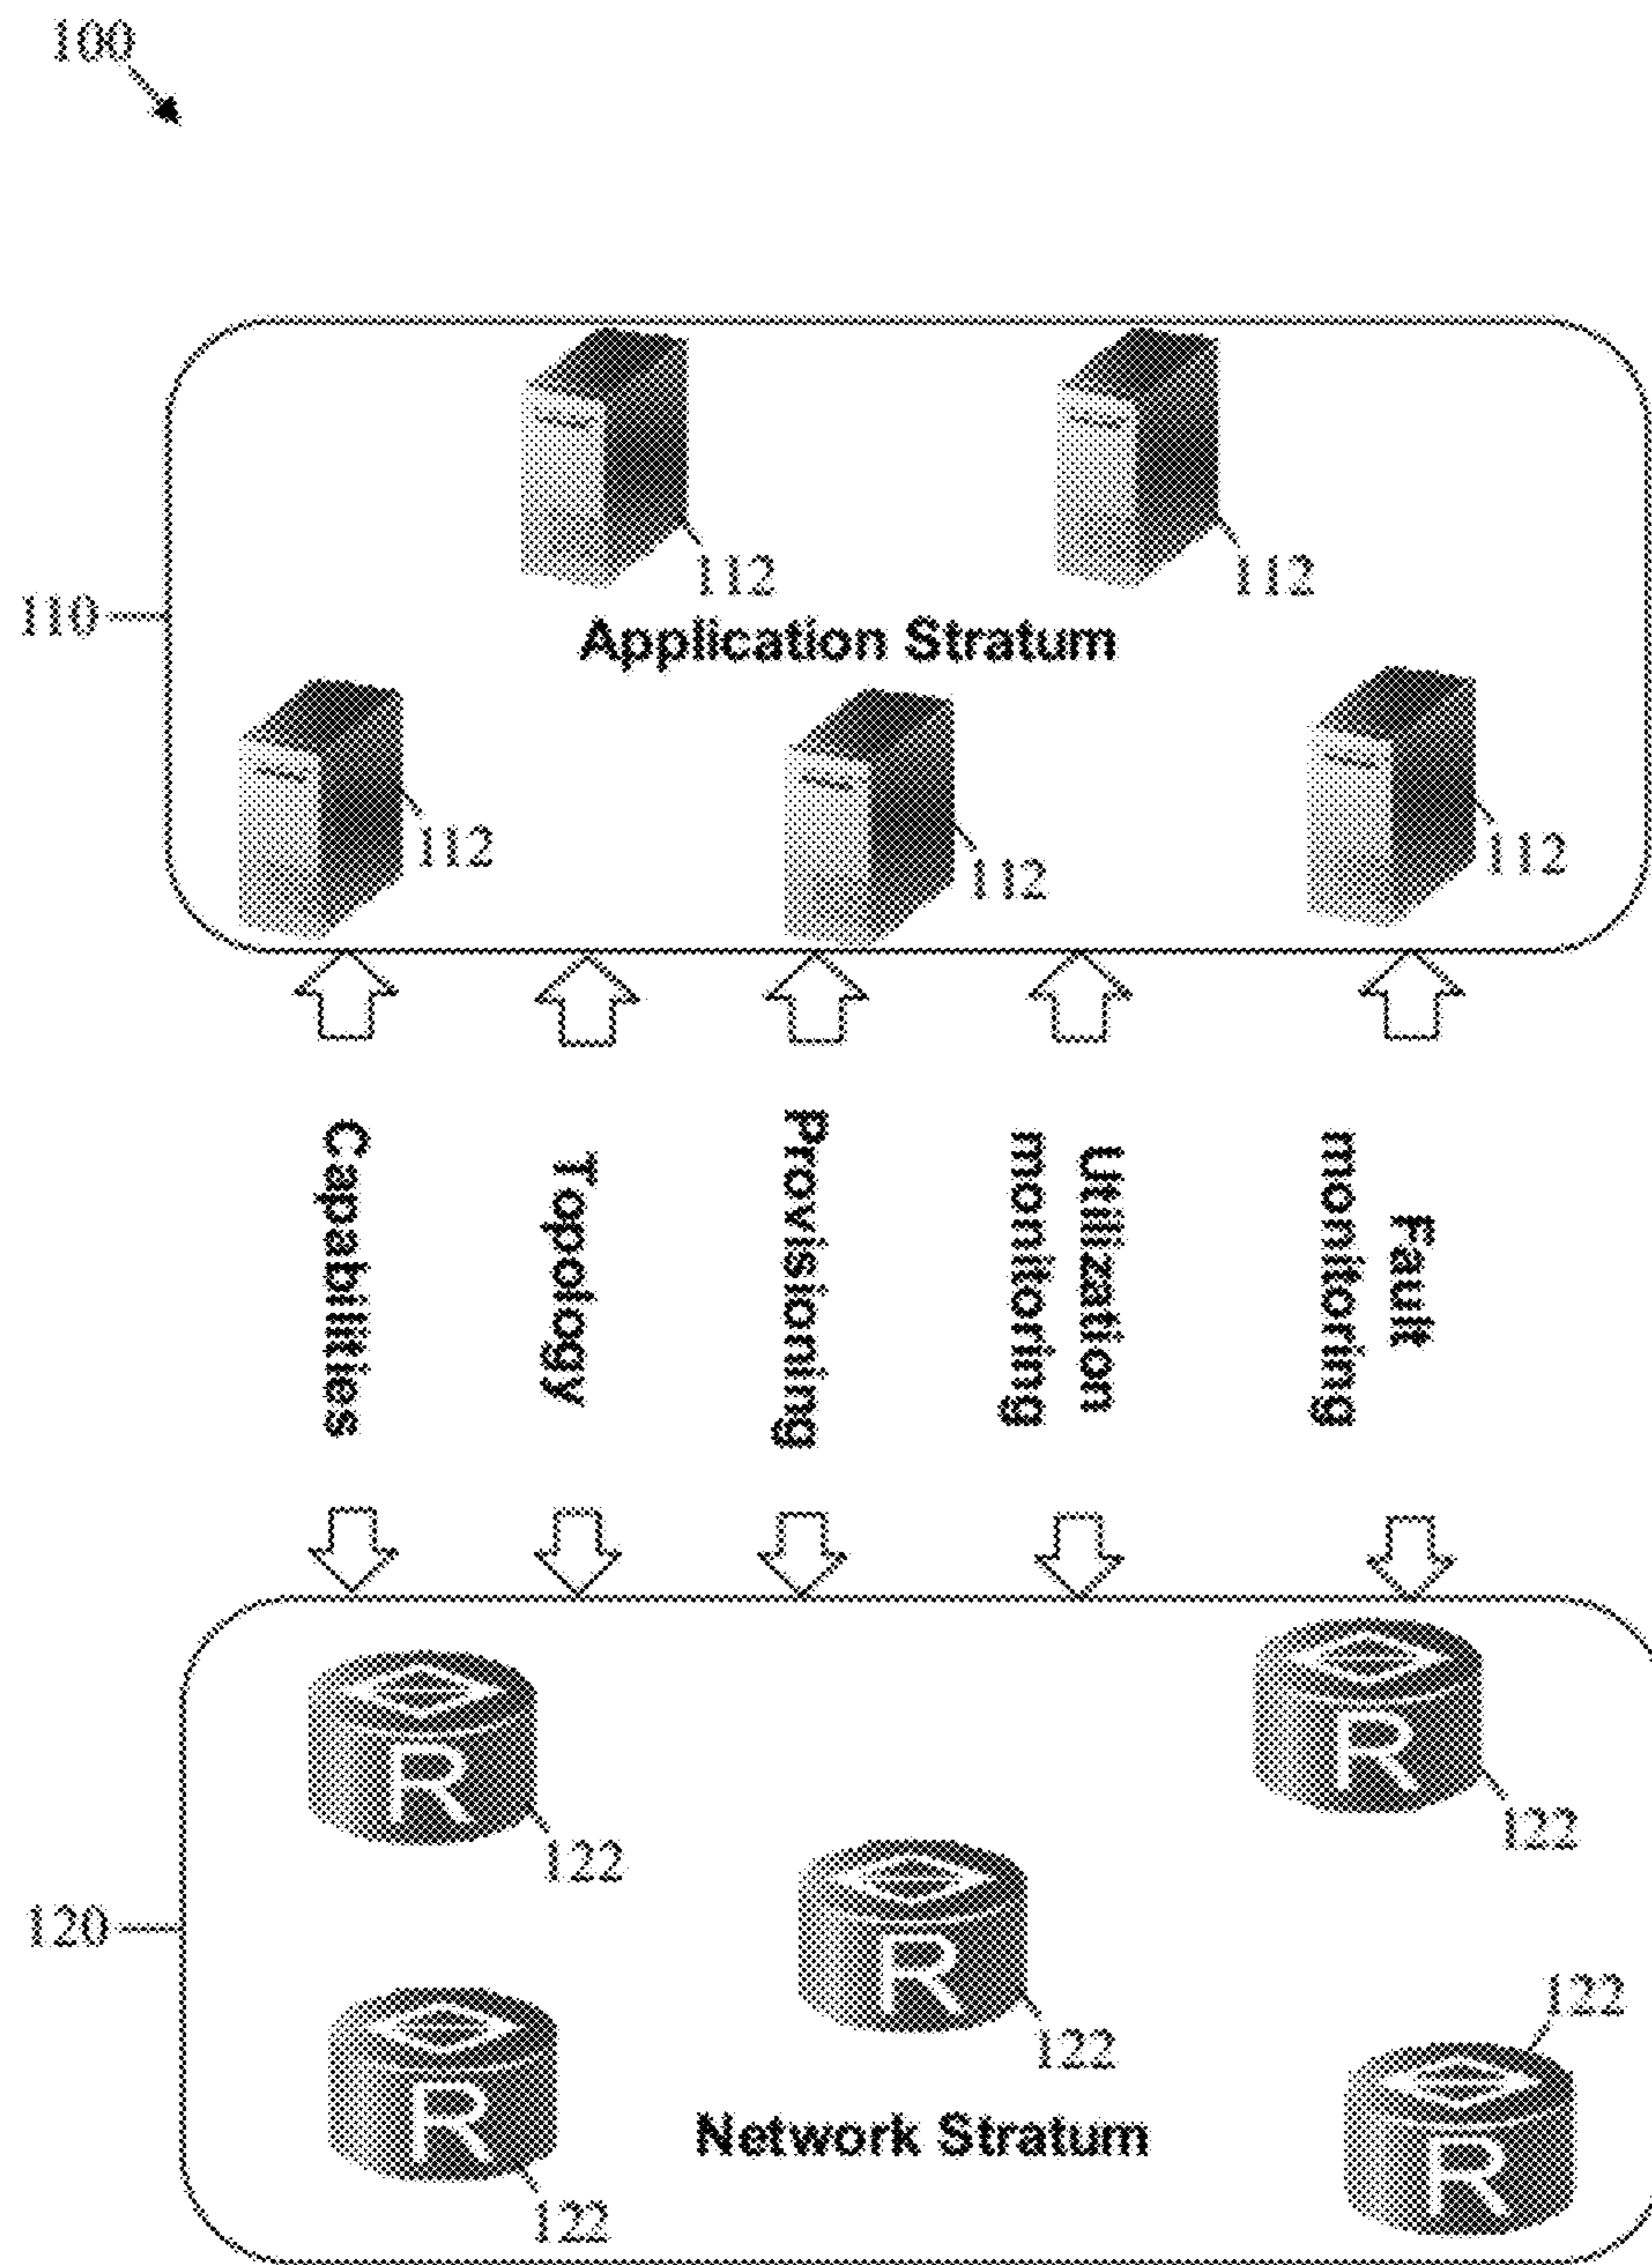 100
112
112
110
Application Stratum
112
112
112
Capabilities
Topology
Provisioning
Utilization
monitoring
Fault
monitoring
R
122
R
122
120
R
122
R
122
Network Stratum
R
122